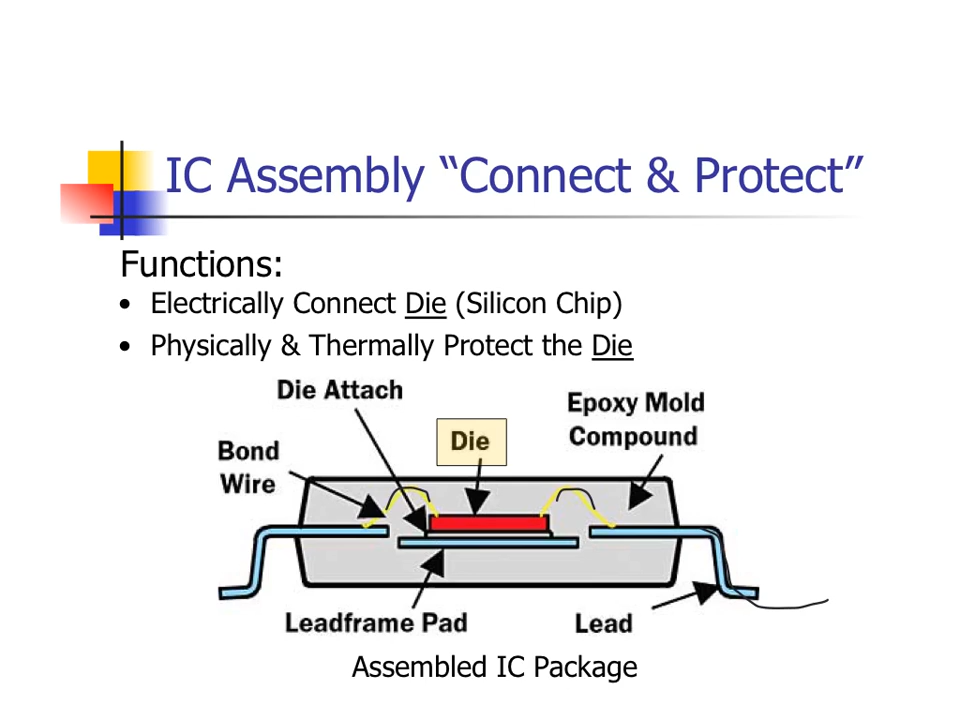 IC Assembly “Connect & Protect”
Functions:
• Electrically Connect Die (Silicon Chip)
• Physically & Thermally Protect the Die
Die Attach
Epoxy Mold
Compound
Die
Bond
Wire
Leadframe Pad
Lead
Assembled IC Package